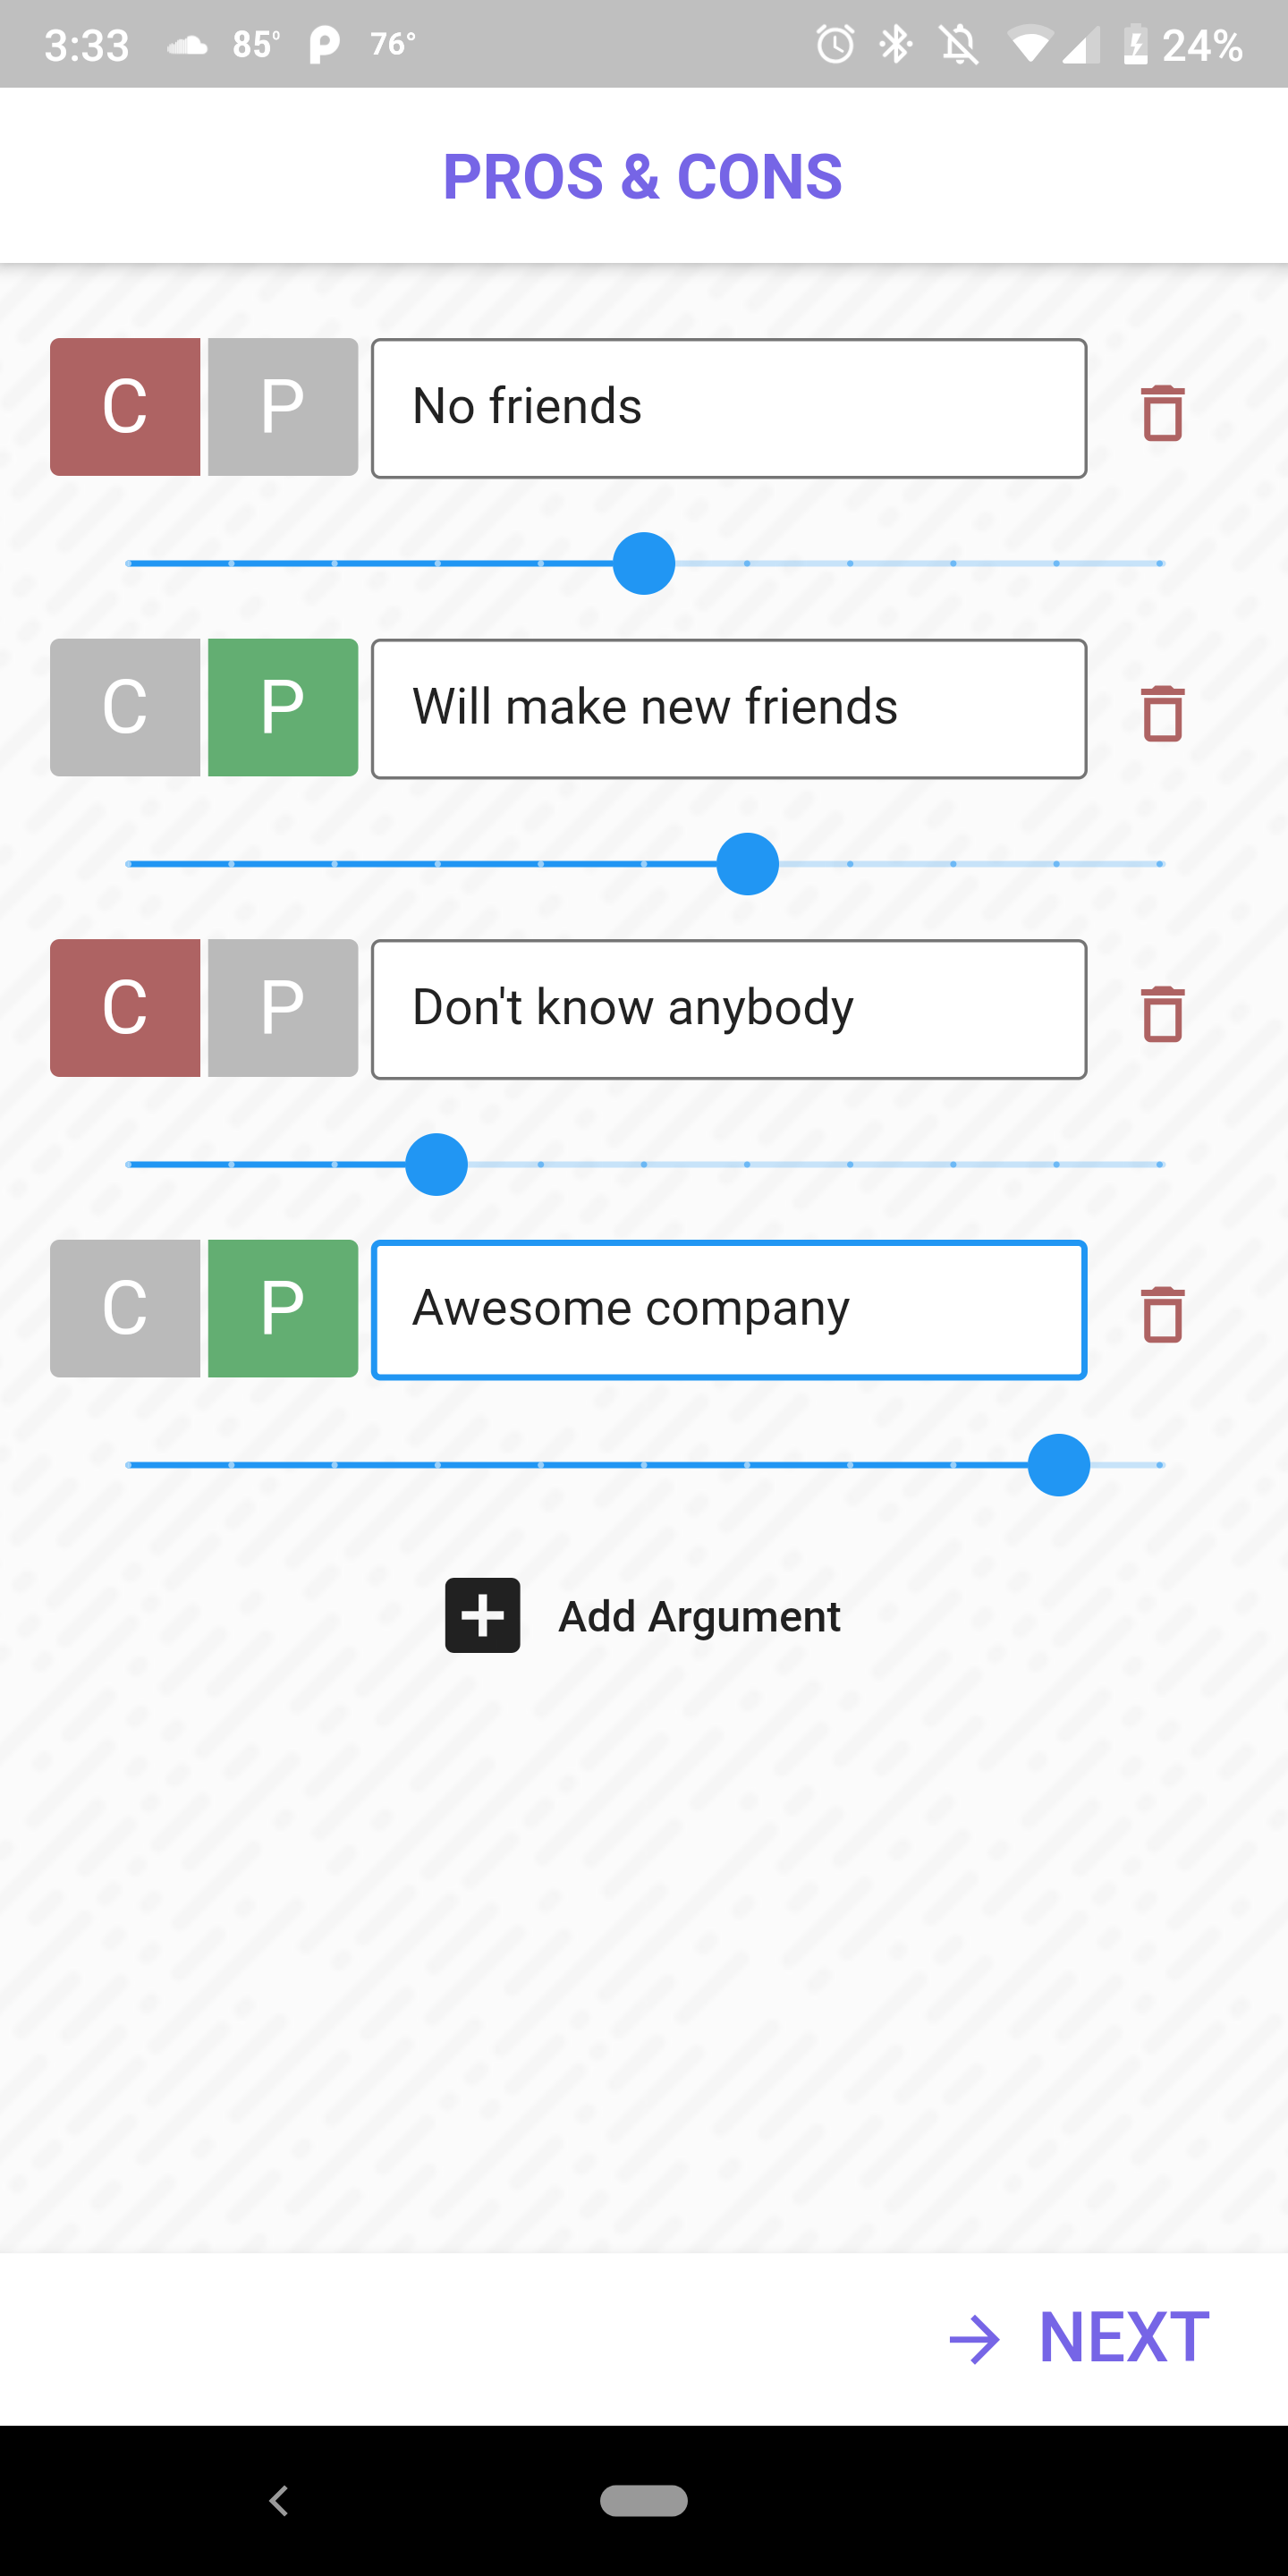 3:33 85° 76° 24%
PROS & CONS
C P No friends
C P Will make new friends
C P Don't know anybody
C P Awesome company
Add Argument
NEXT